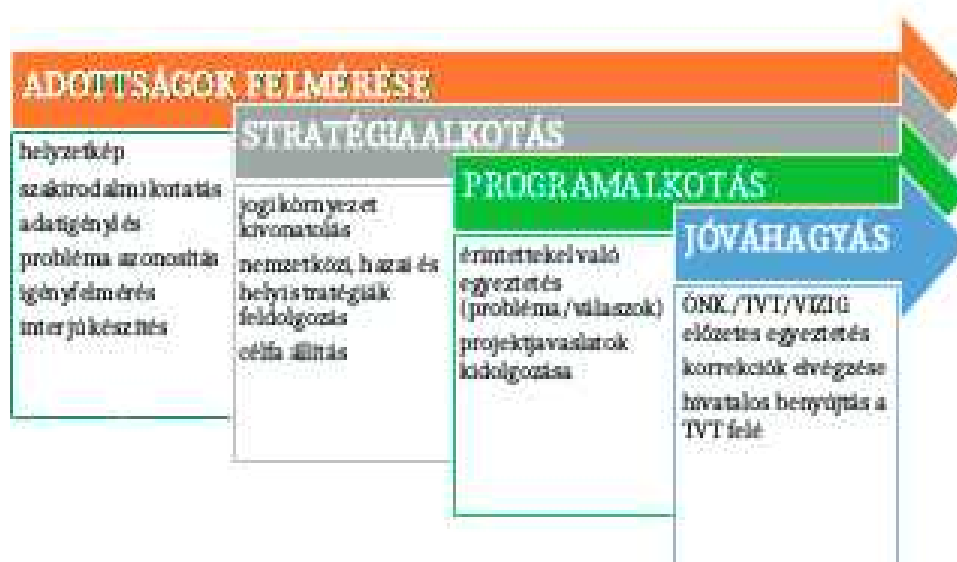 ADOTTSÁGOK FELMÉRÉSE
helyzetkép
szakirodalmi kutatás
adatigénylés
probléma azonosítás
igényfelmérés
interjúkészítés
STRATÉGIAALKOTÁS
jogi környezet
kivonatolás
nemzetközi, hazai és
helyi stratégiák
feldolgozás
célfa állítás
PROGRAMALKOTÁS
érintettekel való
egyeztetés
(probléma/válaszok)
projektjavaslatok
kidolgozása
JÓVÁHAGYÁS
ÖNK./TVT/VIZIG
előzetes egyeztetés
korrekciók elvégzése
hivatalos benyújtás a
TVT felé